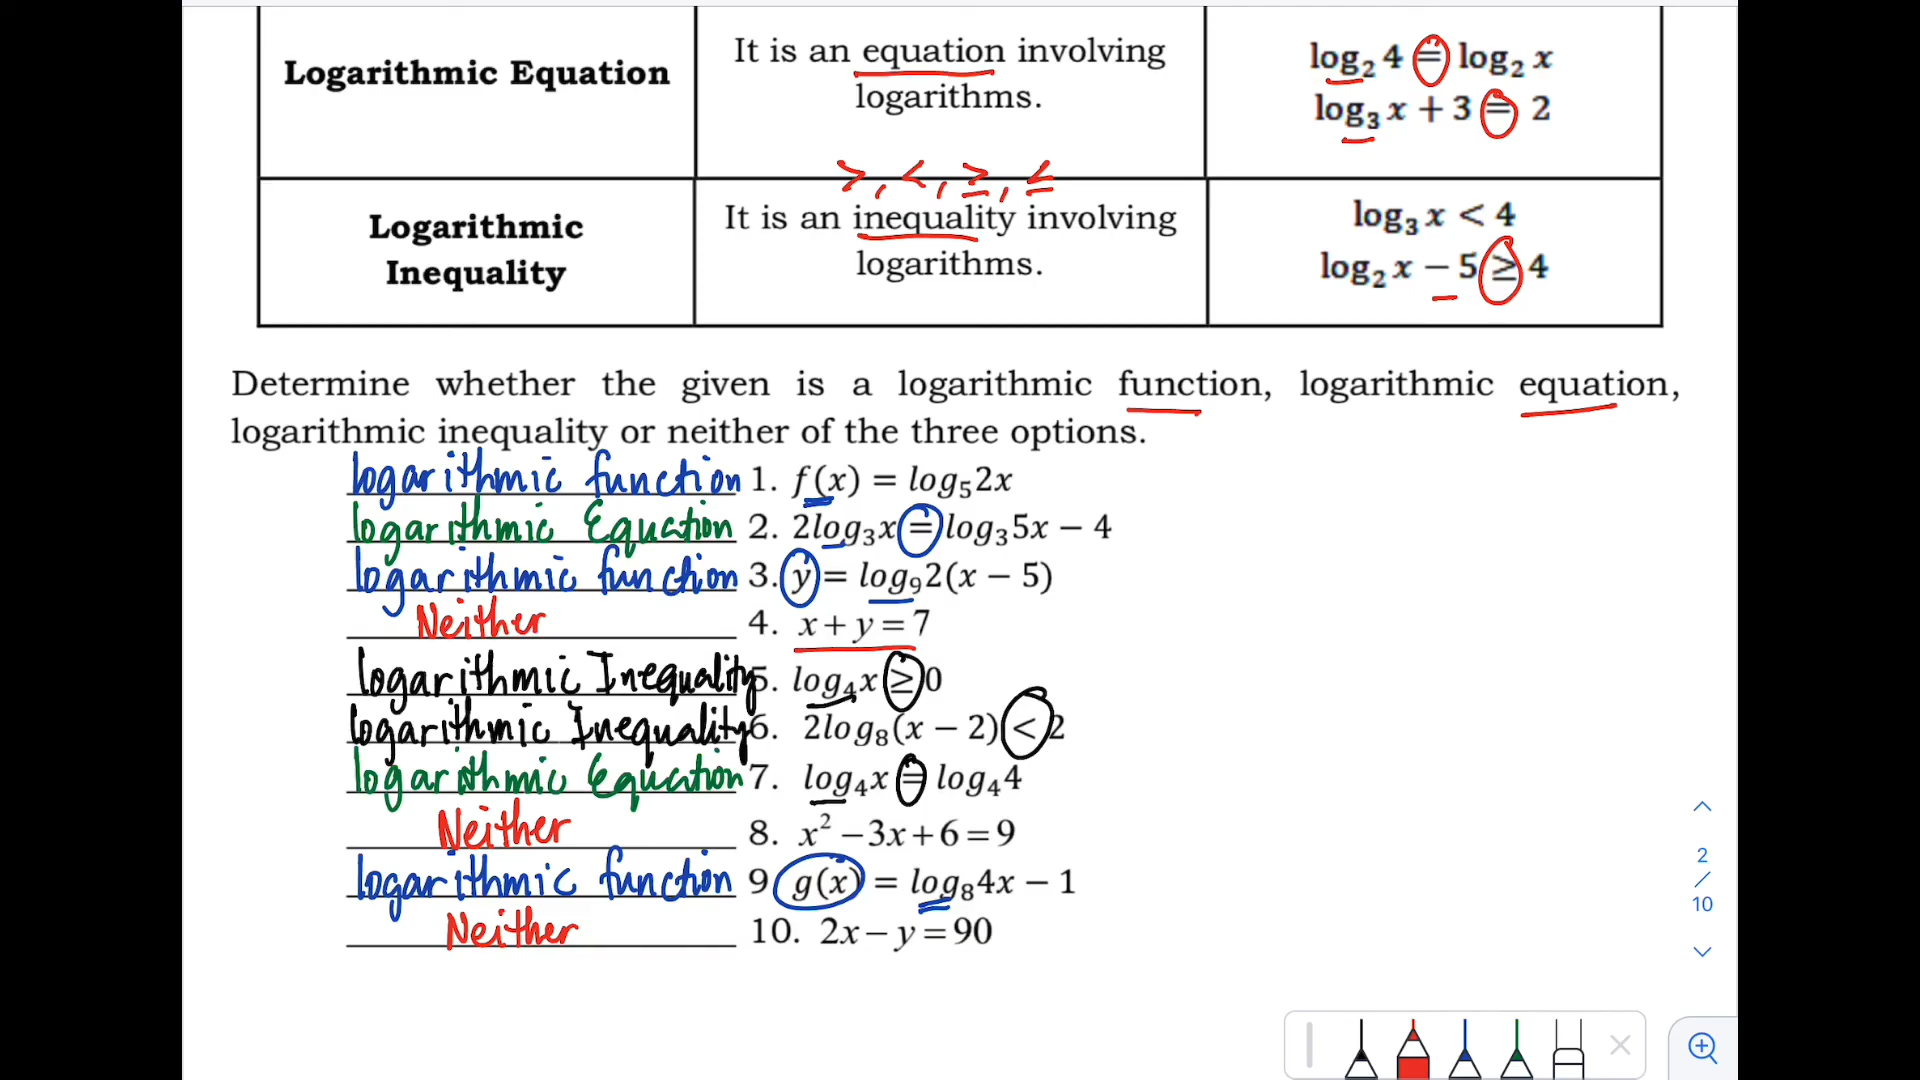 Logarithmic Equation
It is an equation involving
logarithms.
log₂ 4 = log₂ x
log₃ x + 3 = 2
>, <, ≥, ≤
Logarithmic
Inequality
It is an inequality involving
logarithms.
log₃ x < 4
log₂ x − 5 ≥ 4
Determine whether the given is a logarithmic function, logarithmic equation,
logarithmic inequality or neither of the three options.
logarithmic function 1. f(x) = log₅2x
logarithmic Equation 2. 2log₃x = log₃5x − 4
logarithmic function 3. y = log₉2(x − 5)
Neither 4. x + y = 7
logarithmic Inequality 5. log₄x ≥ 0
logarithmic Inequality 6. 2log₈(x − 2) < 2
logarithmic Equation 7. log₄x = log₄4
Neither 8. x² − 3x + 6 = 9
logarithmic function 9 g(x) = log₈4x − 1
Neither 10. 2x − y = 90
2
/
10